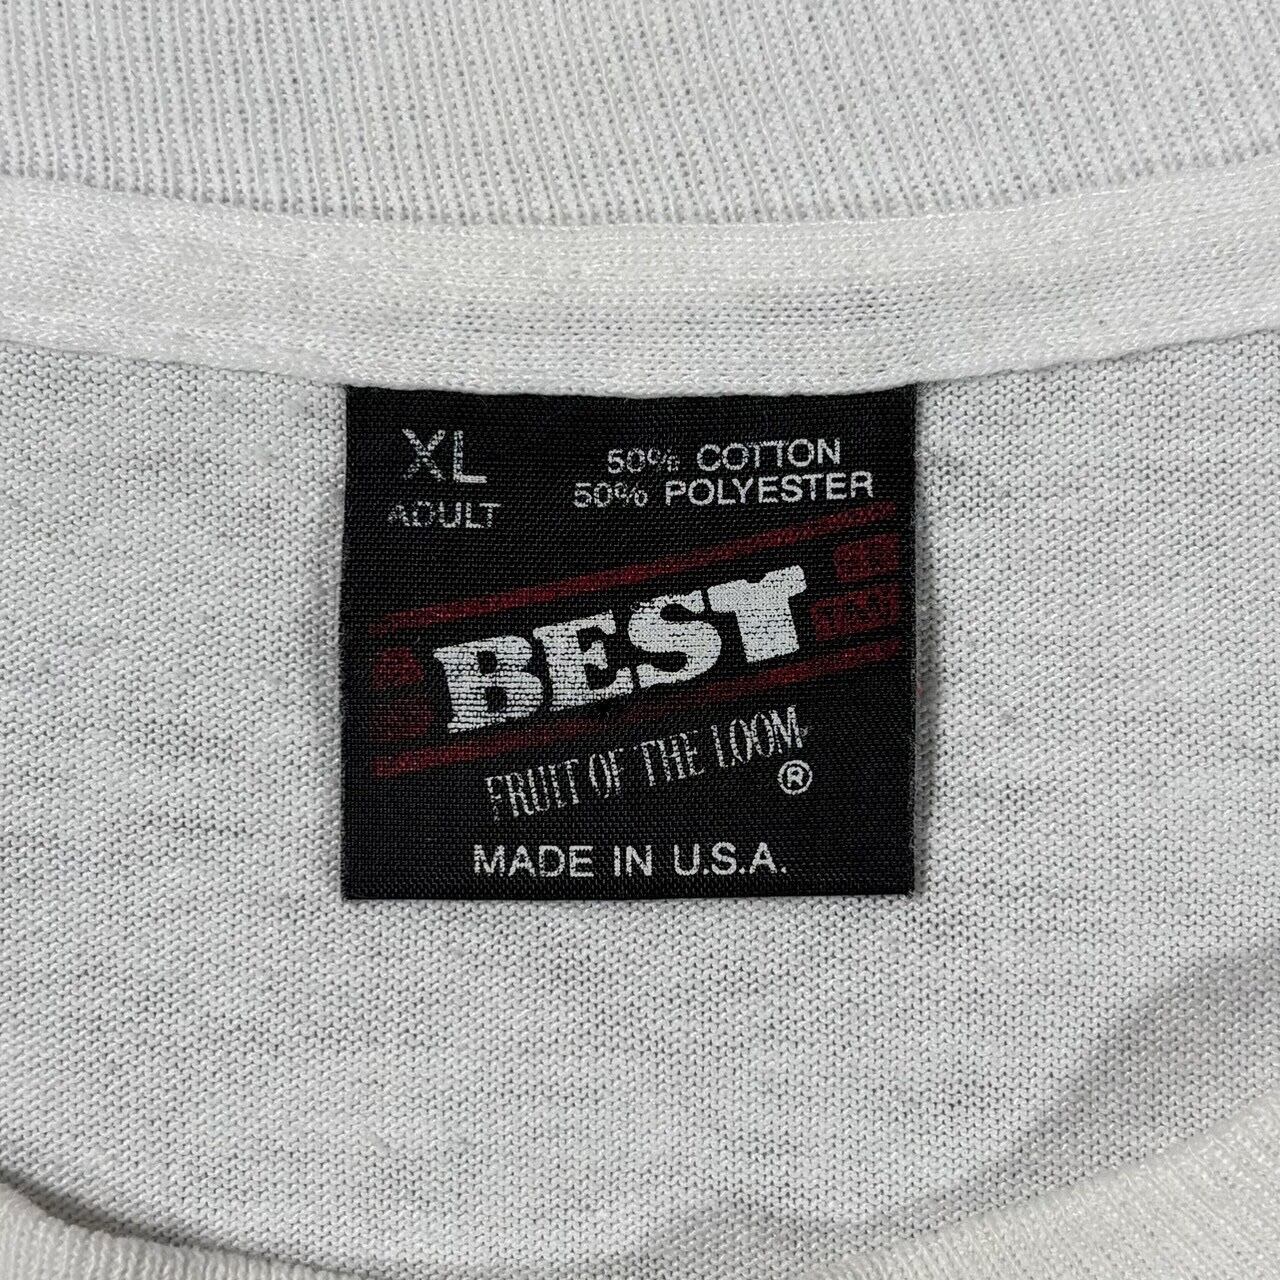 XL
ADULT
50% COTTON
50% POLYESTER
BEST
FRUIT OF THE LOOM
®
MADE IN U.S.A.